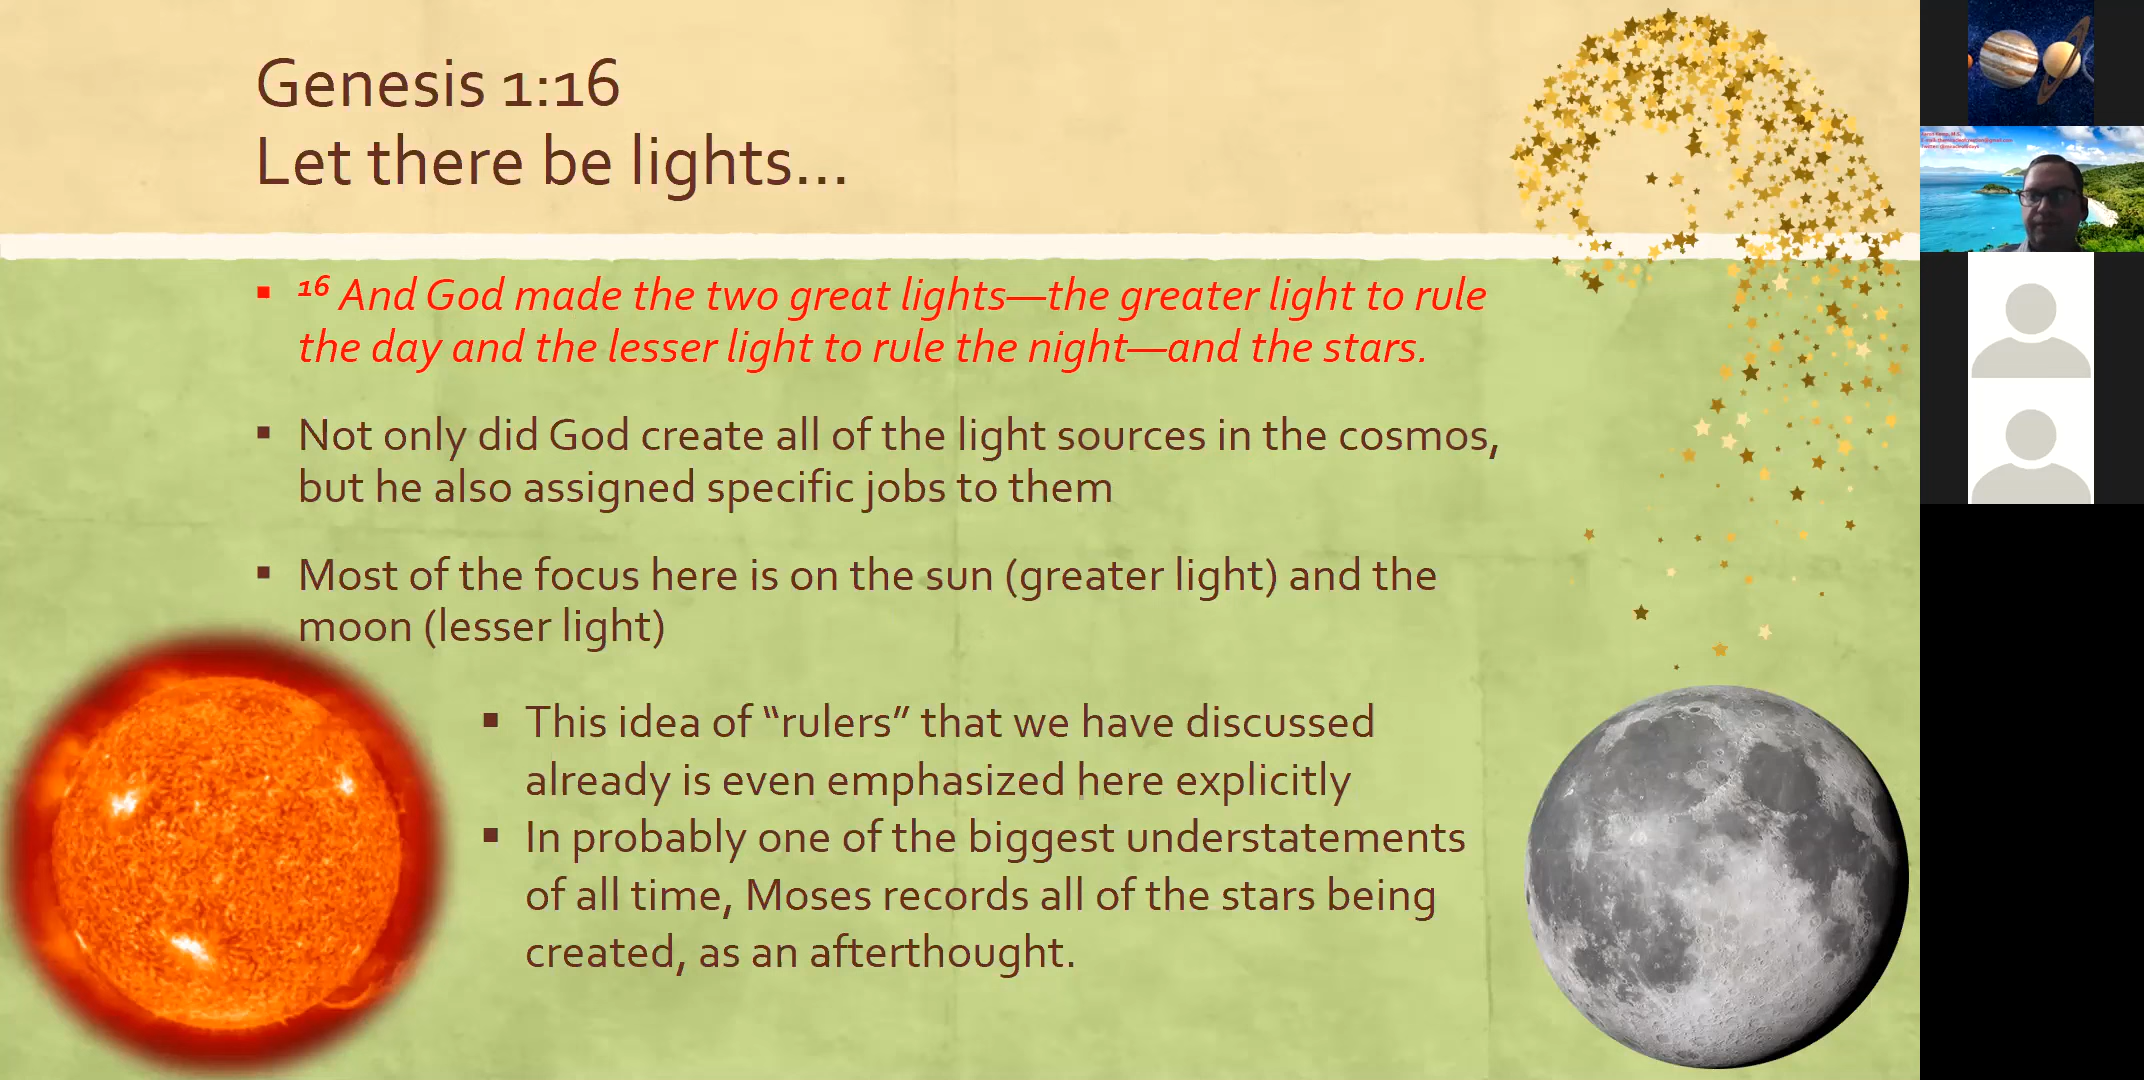 Genesis 1:16
Let there be lights...
▪ ¹⁶ And God made the two great lights—the greater light to rule
the day and the lesser light to rule the night—and the stars.
▪ Not only did God create all of the light sources in the cosmos,
but he also assigned specific jobs to them
▪ Most of the focus here is on the sun (greater light) and the
moon (lesser light)
▪ This idea of “rulers” that we have discussed
already is even emphasized here explicitly
▪ In probably one of the biggest understatements
of all time, Moses records all of the stars being
created, as an afterthought.